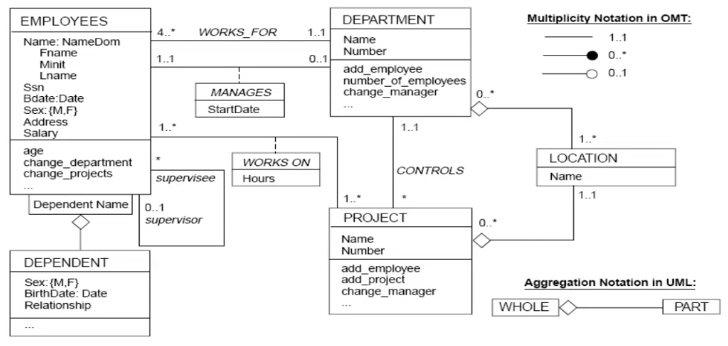 EMPLOYEES
Name: NameDom
Fname
Minit
Lname
Ssn
Bdate:Date
Sex:{M,F}
Address
Salary
age
change_department
change_projects
...
Dependent Name
DEPENDENT
Sex:{M,F}
BirthDate: Date
Relationship
...
4..*
WORKS_FOR
1..1
1..1
0..1
MANAGES
StartDate
1..*
WORKS ON
Hours
*
supervisee
0..1
supervisor
1..*
DEPARTMENT
Name
Number
add_employee
number_of_employees
change_manager
...
0..*
1..1
CONTROLS
*
PROJECT
Name
Number
add_employee
add_project
change_manager
...
0..*
1..*
LOCATION
Name
1..1
Multiplicity Notation in OMT:
1..1
0..*
0..1
Aggregation Notation in UML:
WHOLE
PART